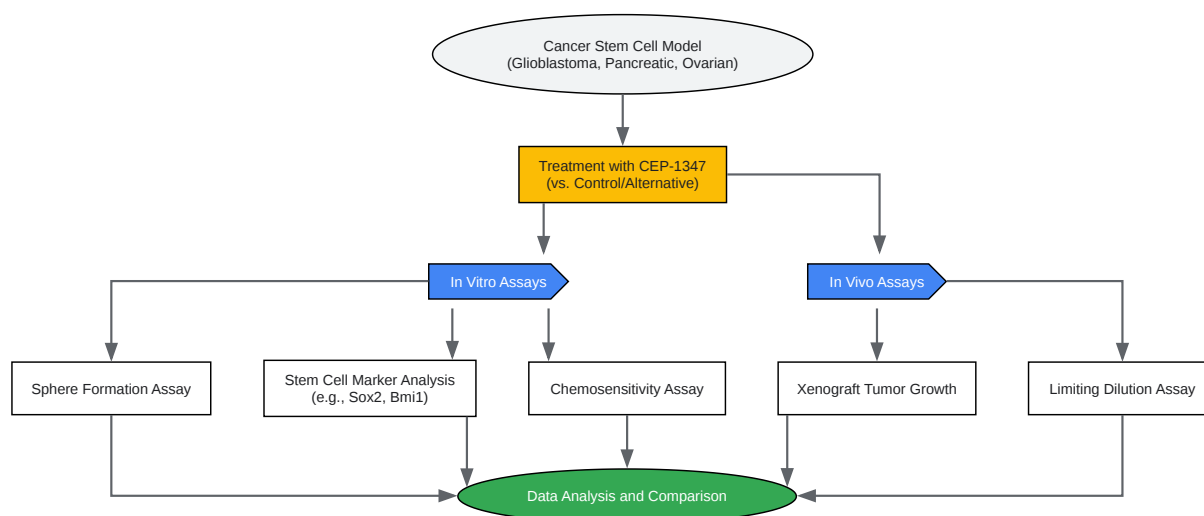 Cancer Stem Cell Model
(Glioblastoma, Pancreatic, Ovarian)
Treatment with CEP-1347
(vs. Control/Alternative)
In Vitro Assays
In Vivo Assays
Sphere Formation Assay
Stem Cell Marker Analysis
(e.g., Sox2, Bmi1)
Chemosensitivity Assay
Xenograft Tumor Growth
Limiting Dilution Assay
Data Analysis and Comparison